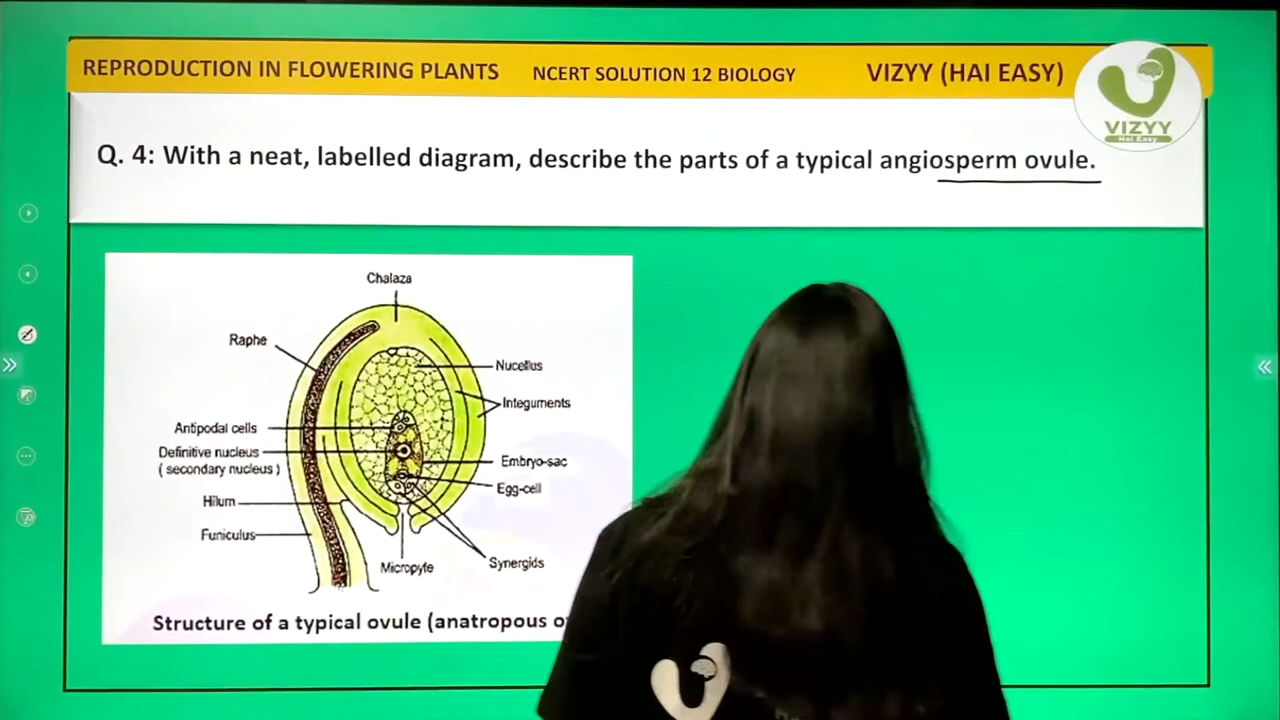 REPRODUCTION IN FLOWERING PLANTS NCERT SOLUTION 12 BIOLOGY VIZYY (HAI EASY)
VIZYY
Hai Easy
Q. 4: With a neat, labelled diagram, describe the parts of a typical angiosperm ovule.
Chalaza
Raphe
Nucellus
Integuments
Antipodal cells
Definitive nucleus
( secondary nucleus )
Embryo-sac
Egg-cell
Hilum
Funiculus
Synergids
Micropyle
Structure of a typical ovule (anatropous